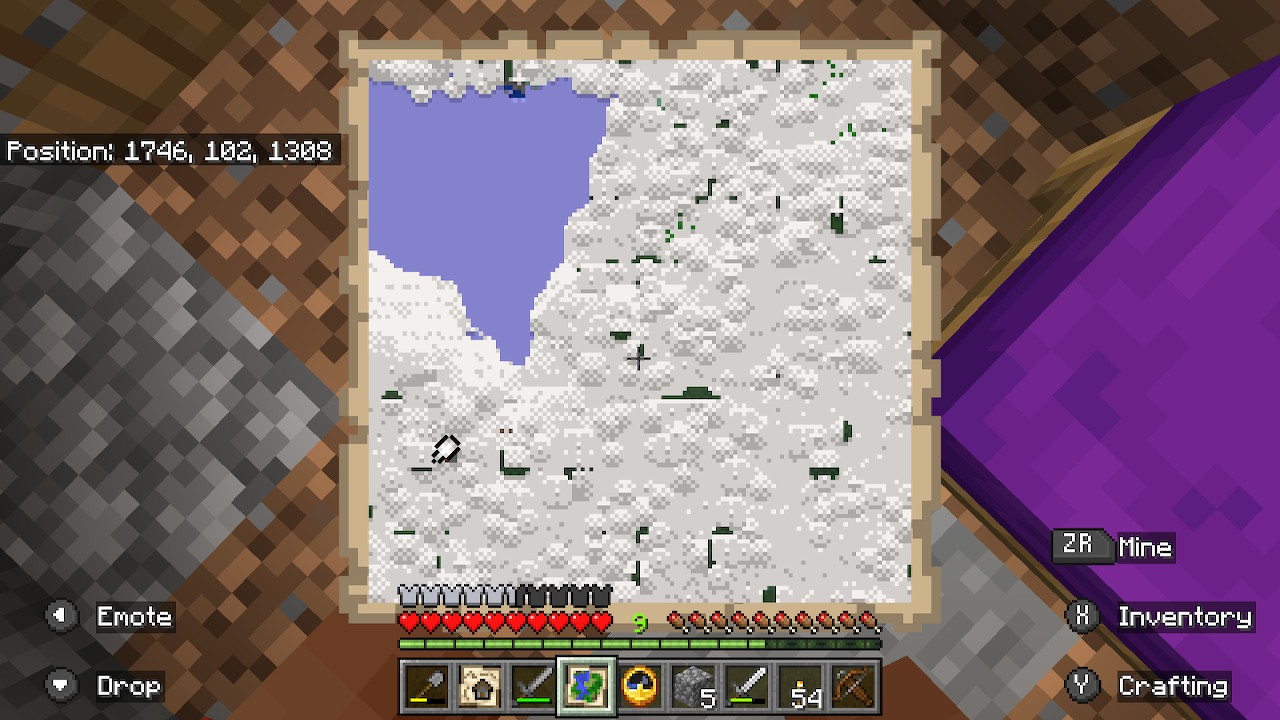 Position: 1746, 102, 1308
ZR Mine
Emote
X Inventory
9
Drop
5
54
Y Crafting